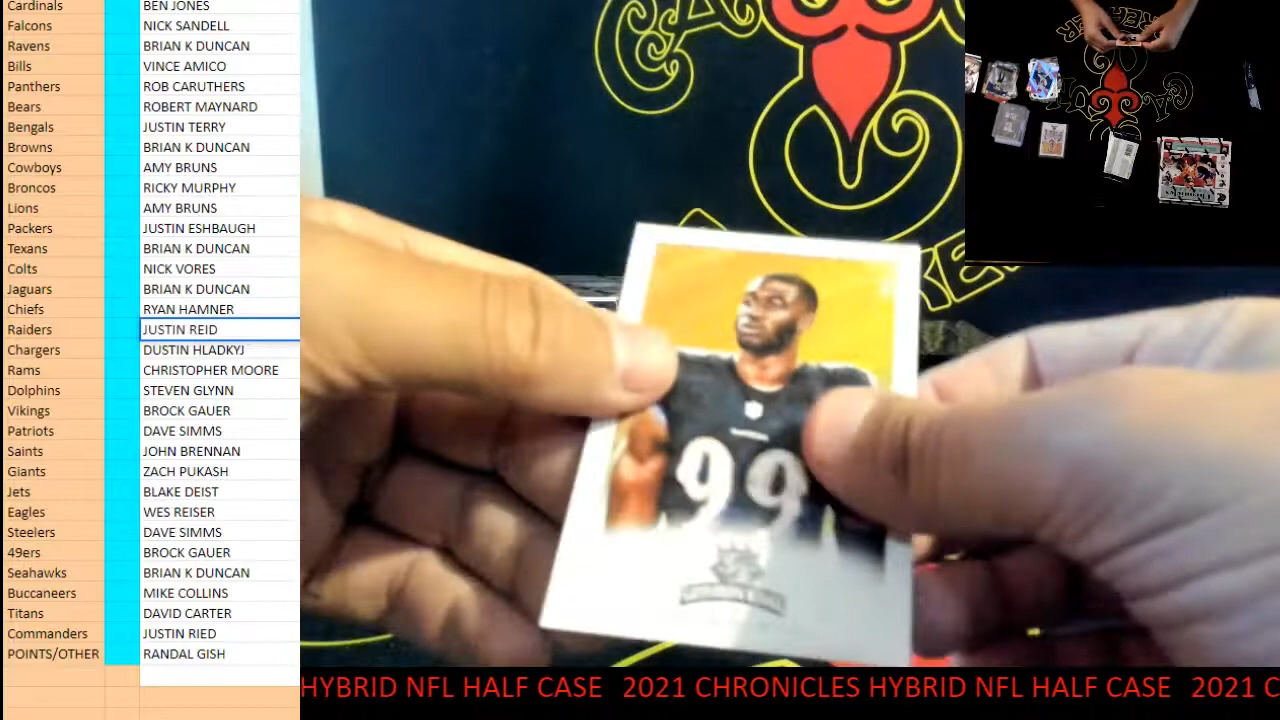 Cardinals BEN JONES
Falcons NICK SANDELL
Ravens BRIAN K DUNCAN
Bills VINCE AMICO
Panthers ROB CARUTHERS
Bears ROBERT MAYNARD
Bengals JUSTIN TERRY
Browns BRIAN K DUNCAN
Cowboys AMY BRUNS
Broncos RICKY MURPHY
Lions AMY BRUNS
Packers JUSTIN ESHBAUGH
Texans BRIAN K DUNCAN
Colts NICK VORES
Jaguars BRIAN K DUNCAN
Chiefs RYAN HAMNER
Raiders JUSTIN REID
Chargers DUSTIN HLADKYJ
Rams CHRISTOPHER MOORE
Dolphins STEVEN GLYNN
Vikings BROCK GAUER
Patriots DAVE SIMMS
Saints JOHN BRENNAN
Giants ZACH PUKASH
Jets BLAKE DEIST
Eagles WES REISER
Steelers DAVE SIMMS
49ers BROCK GAUER
Seahawks BRIAN K DUNCAN
Buccaneers MIKE COLLINS
Titans DAVID CARTER
Commanders JUSTIN RIED
POINTS/OTHER RANDAL GISH
99
HYBRID NFL HALF CASE 2021 CHRONICLES HYBRID NFL HALF CASE 2021 C